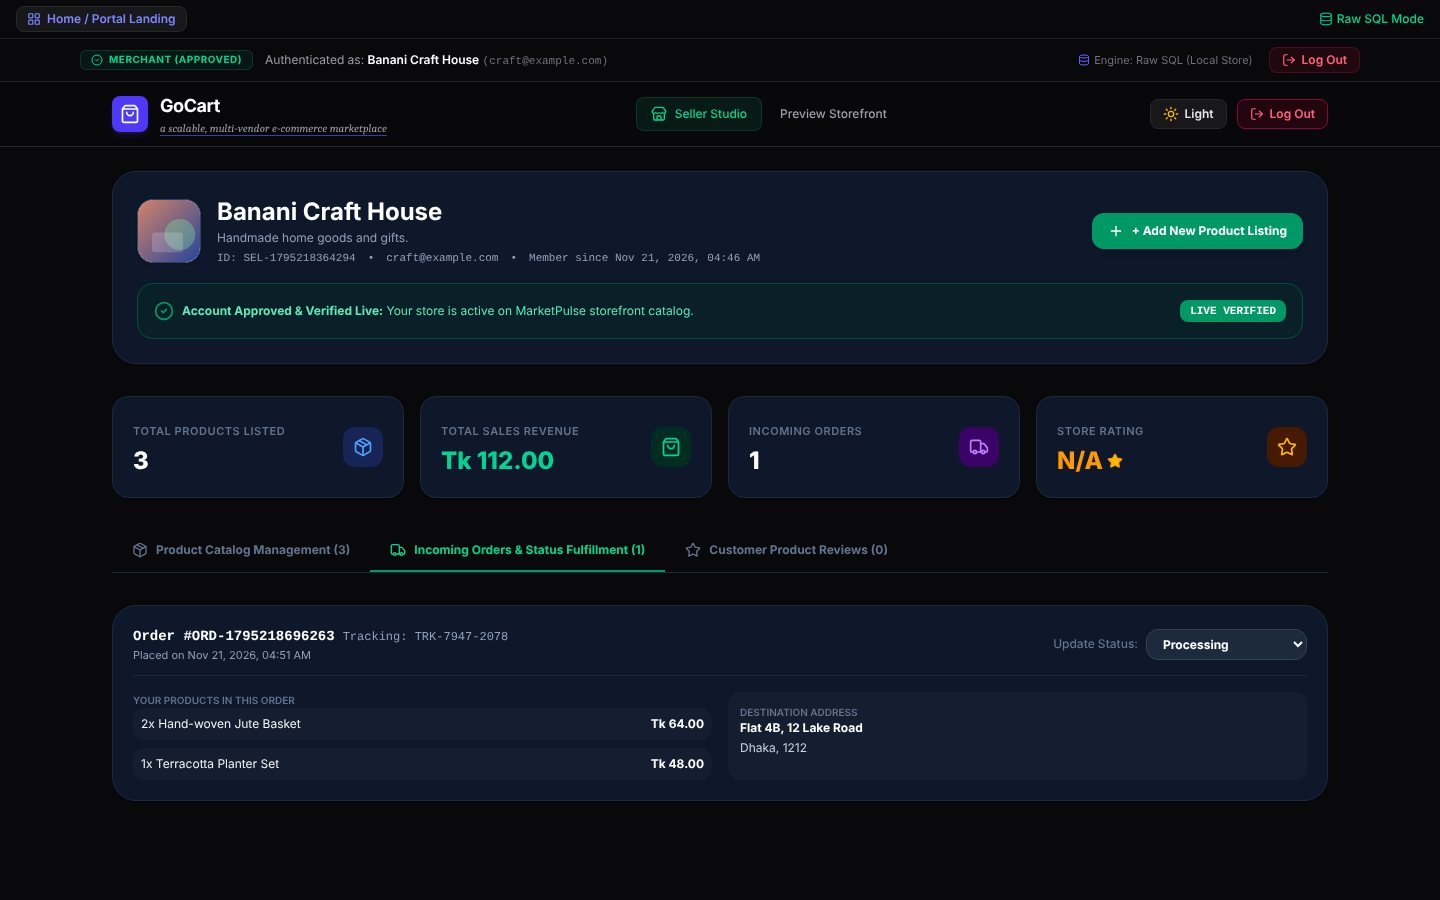 Home / Portal Landing
Raw SQL Mode
MERCHANT (APPROVED)
Authenticated as: Banani Craft House (craft@example.com)
Engine: Raw SQL (Local Store)
Log Out
GoCart
a scalable, multi-vendor e-commerce marketplace
Seller Studio
Preview Storefront
Light
Log Out
Banani Craft House
Handmade home goods and gifts.
ID: SEL-1795218364294 • craft@example.com • Member since Nov 21, 2026, 04:46 AM
+ Add New Product Listing
Account Approved & Verified Live: Your store is active on MarketPulse storefront catalog.
LIVE VERIFIED
TOTAL PRODUCTS LISTED
3
TOTAL SALES REVENUE
Tk 112.00
INCOMING ORDERS
1
STORE RATING
N/A ★
Product Catalog Management (3)
Incoming Orders & Status Fulfillment (1)
Customer Product Reviews (0)
Order #ORD-1795218696263 Tracking: TRK-7947-2078
Placed on Nov 21, 2026, 04:51 AM
Update Status: Processing
YOUR PRODUCTS IN THIS ORDER
2x Hand-woven Jute Basket Tk 64.00
1x Terracotta Planter Set Tk 48.00
DESTINATION ADDRESS
Flat 4B, 12 Lake Road
Dhaka, 1212